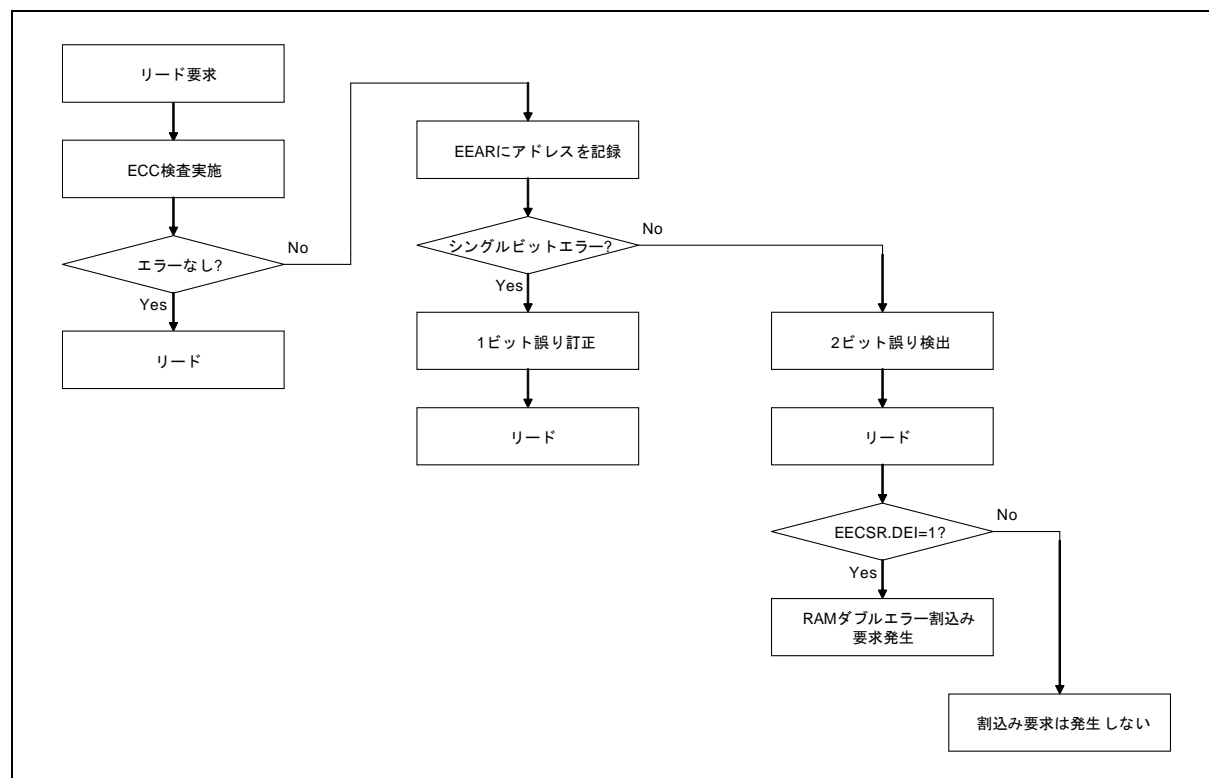 リード要求
ECC検査実施
エラーなし?
No
Yes
リード
EEARにアドレスを記録
シングルビットエラー?
No
Yes
1ビット誤り訂正
リード
2ビット誤り検出
リード
EECSR.DEI=1?
No
Yes
RAMダブルエラー割込み
要求発生
割込み要求は発生しない